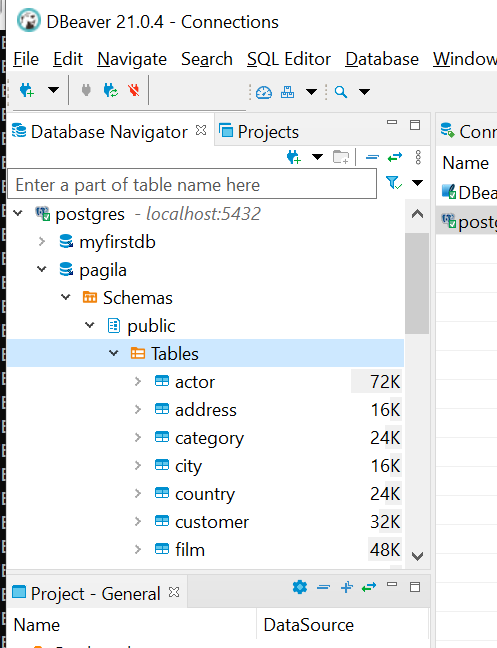 DBeaver 21.0.4 - Connections
File Edit Navigate Search SQL Editor Database Window
Database Navigator Projects
Enter a part of table name here
postgres - localhost:5432
myfirstdb
pagila
Schemas
public
Tables
actor 72K
address 16K
category 24K
city 16K
country 24K
customer 32K
film 48K
Conn
Name
DBea
postg
Project - General
Name DataSource